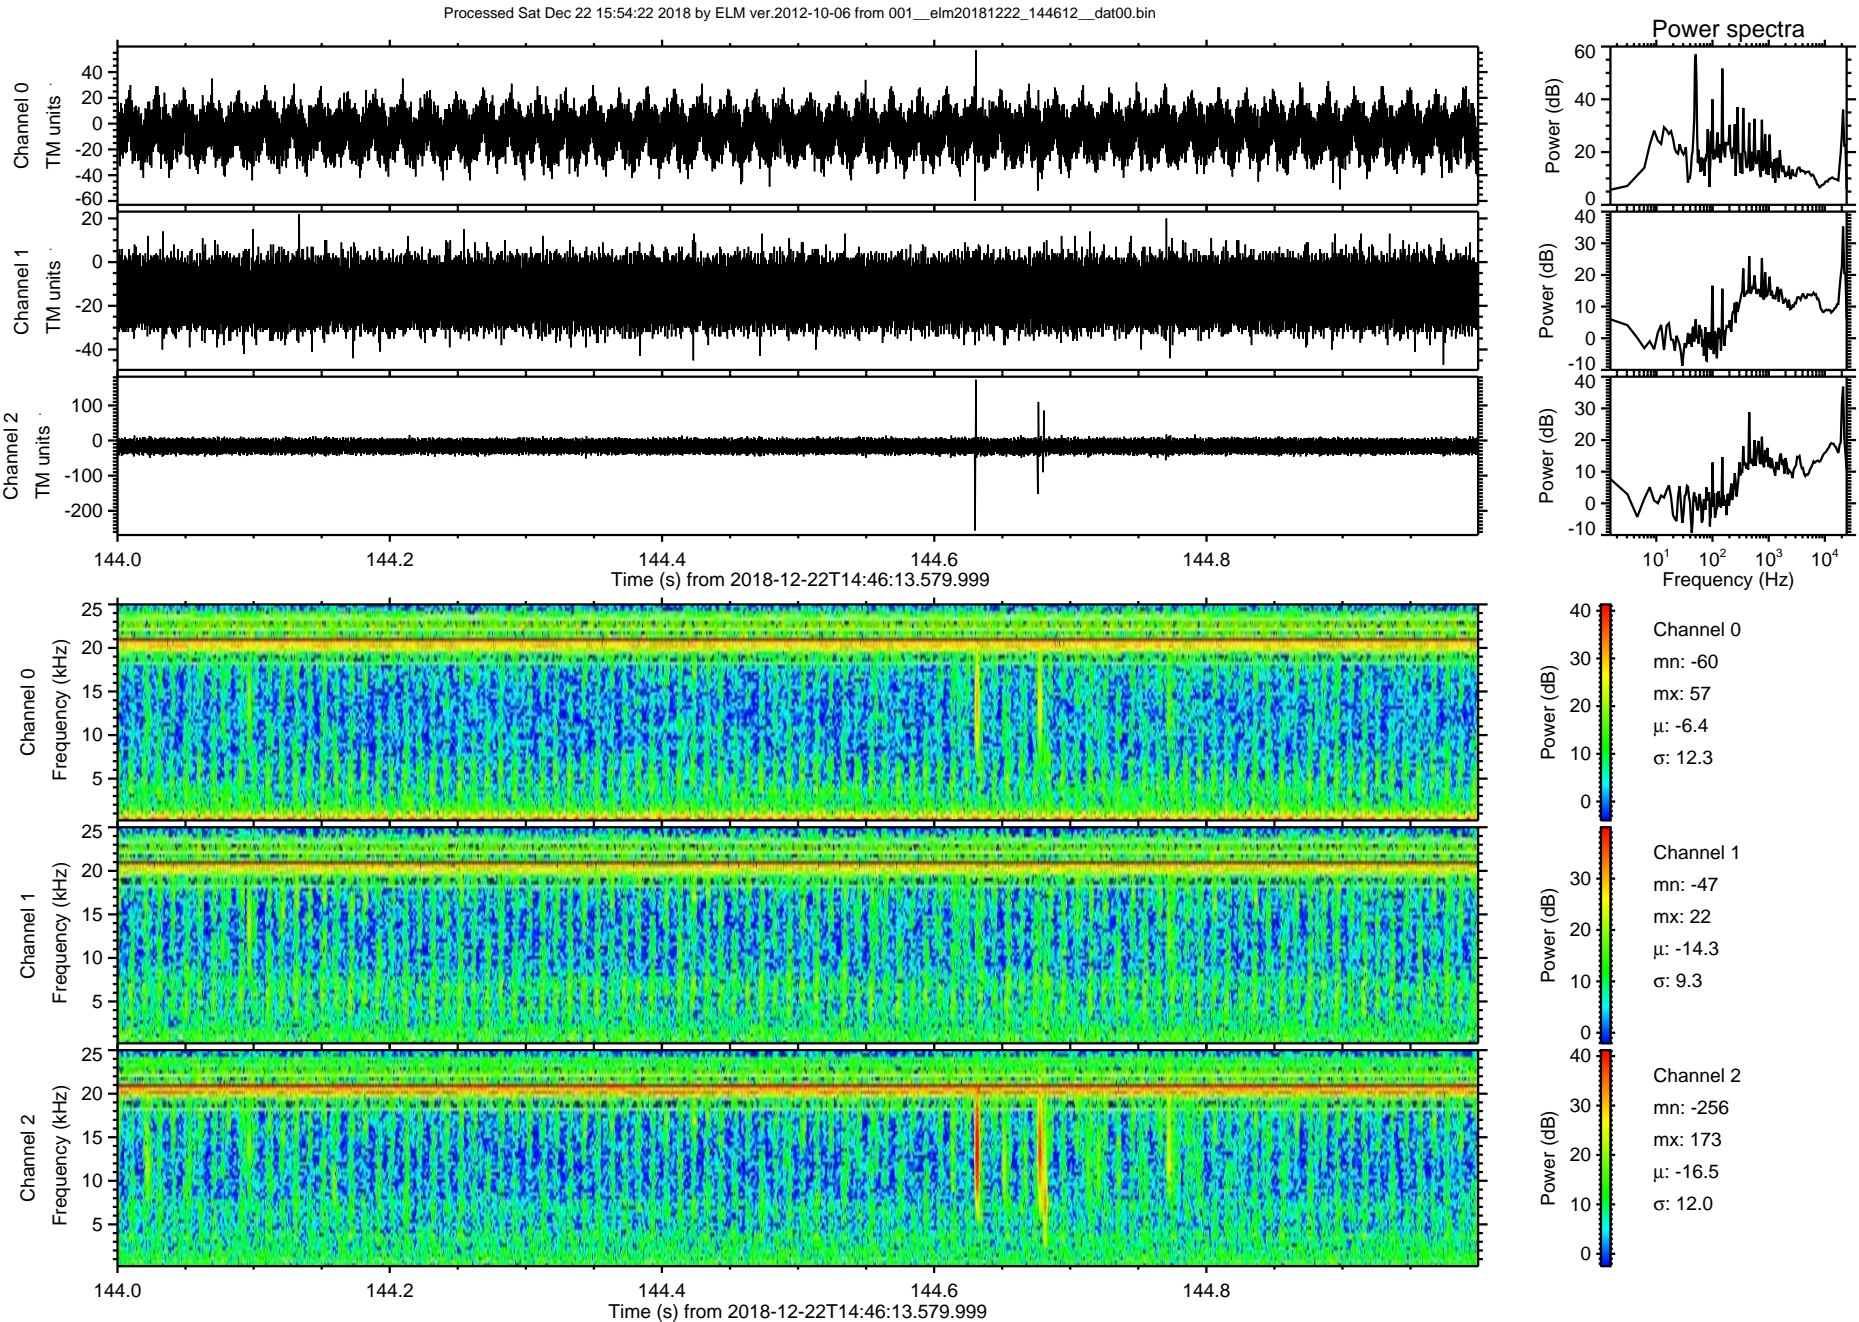 Processed Sat Dec 22 15:54:22 2018 by ELM ver.2012-10-06 from 001__elm20181222_144612__dat00.bin
Power spectra
Channel 0
TM units
40
20
0
-20
-40
-60
Power (dB)
60
40
20
0
Channel 1
TM units
20
0
-20
-40
Power (dB)
40
30
20
10
0
-10
Channel 2
TM units
100
0
-100
-200
Power (dB)
40
30
20
10
0
-10
144.0 144.2 144.4 144.6 144.8
Time (s) from 2018-12-22T14:46:13.579.999
10^1 10^2 10^3 10^4
Frequency (Hz)
Channel 0
Frequency (kHz)
25
20
15
10
5
Power (dB)
40
30
20
10
0
Channel 0
mn: -60
mx: 57
μ: -6.4
σ: 12.3
Channel 1
Frequency (kHz)
25
20
15
10
5
Power (dB)
30
20
10
0
Channel 1
mn: -47
mx: 22
μ: -14.3
σ: 9.3
Channel 2
Frequency (kHz)
25
20
15
10
5
Power (dB)
40
30
20
10
0
Channel 2
mn: -256
mx: 173
μ: -16.5
σ: 12.0
144.0 144.2 144.4 144.6 144.8
Time (s) from 2018-12-22T14:46:13.579.999